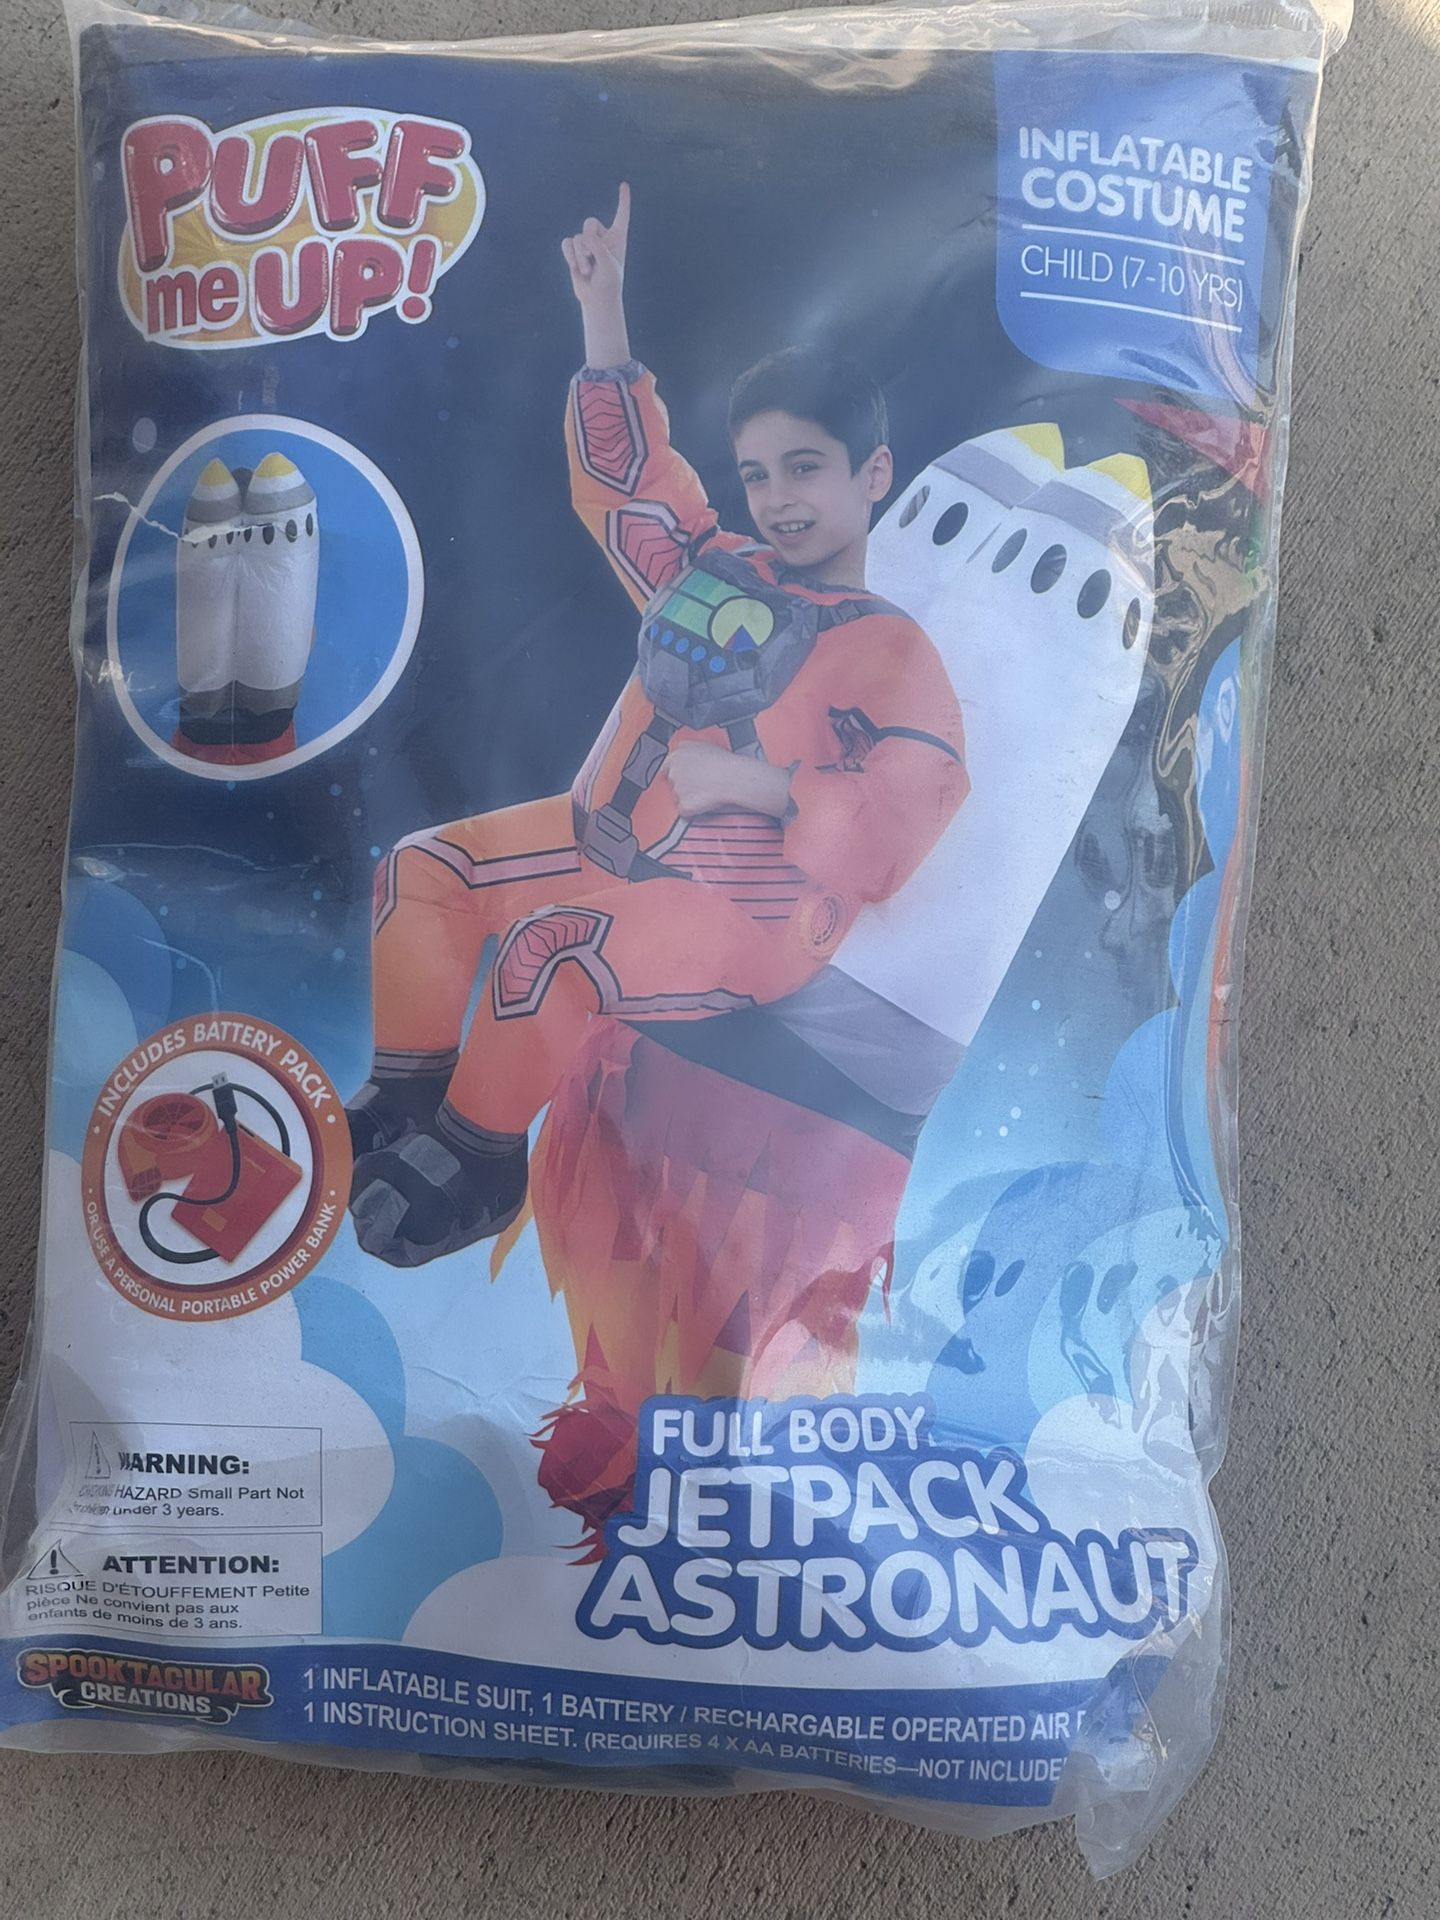 PUFF
me UP!
INFLATABLE
COSTUME
CHILD (7-10 YRS)
• INCLUDES BATTERY PACK •
• OR USE A PERSONAL PORTABLE POWER BANK •
WARNING:
HAZARD Small Part Not
under 3 years.
ATTENTION:
RISQUE D'ÉTOUFFEMENT Petite
pièce Ne convient pas aux
enfants de moins de 3 ans.
FULL BODY
JETPACK
ASTRONAUT
SPOOKTACULAR
CREATIONS
1 INFLATABLE SUIT, 1 BATTERY / RECHARGABLE OPERATED AIR
1 INSTRUCTION SHEET. (REQUIRES 4 X AA BATTERIES—NOT INCLUDE